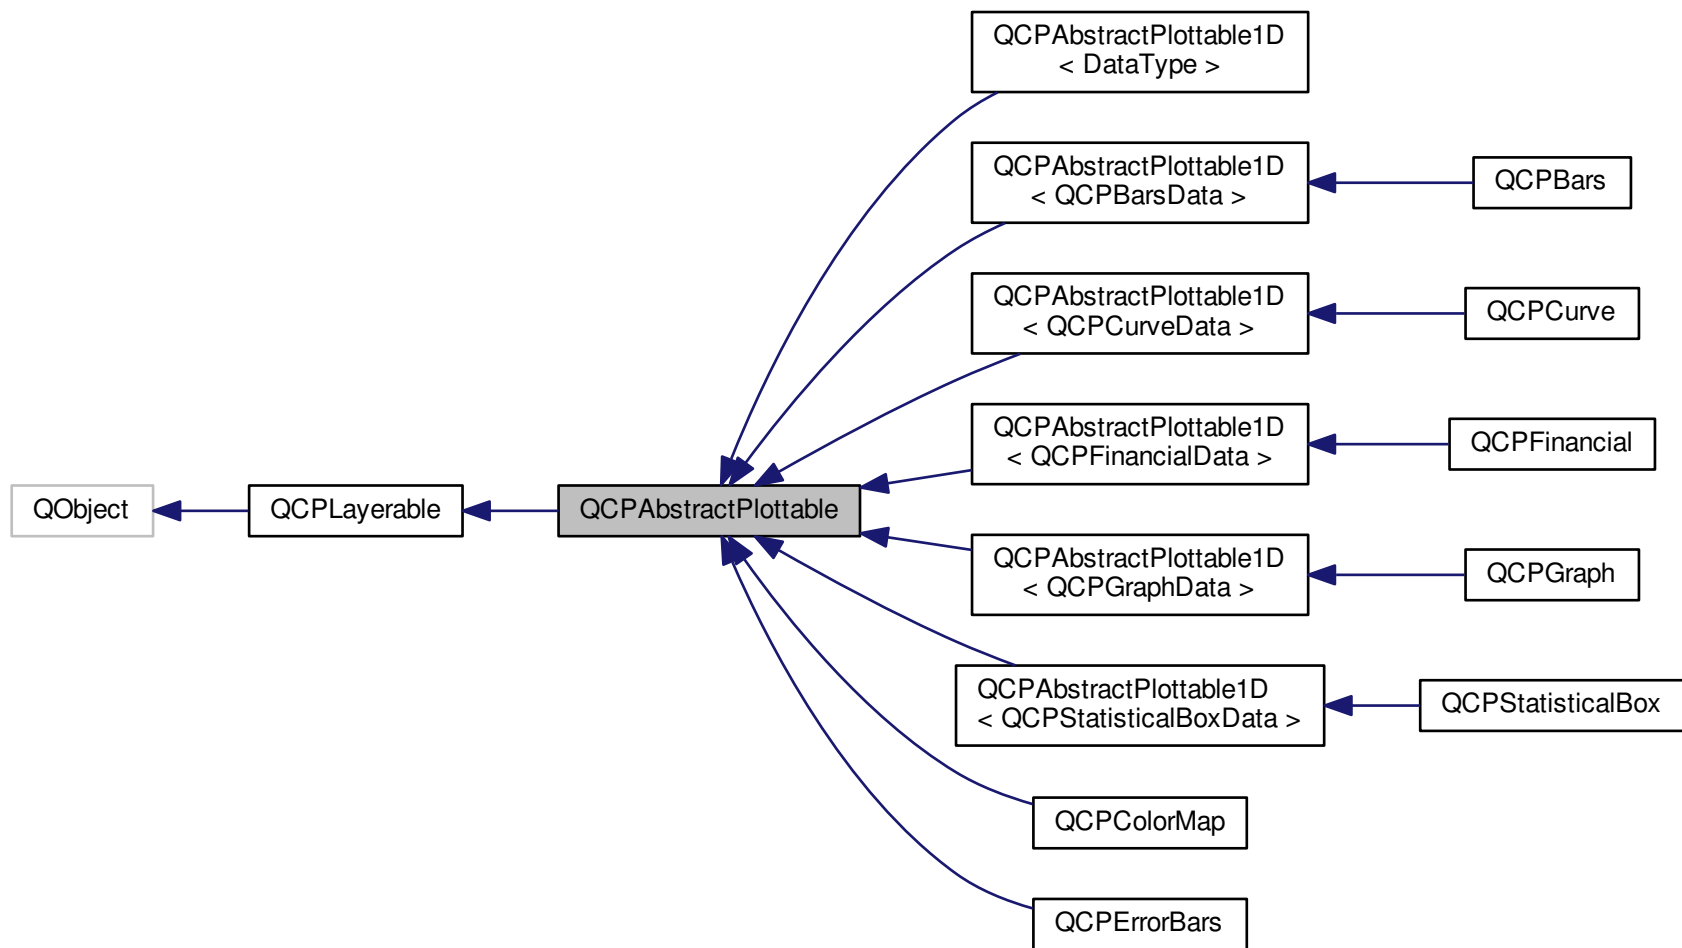 QCPAbstractPlottable1D
< DataType >
QCPAbstractPlottable1D
< QCPBarsData >
QCPBars
QCPAbstractPlottable1D
< QCPCurveData >
QCPCurve
QCPAbstractPlottable1D
< QCPFinancialData >
QCPFinancial
QObject
QCPLayerable
QCPAbstractPlottable
QCPAbstractPlottable1D
< QCPGraphData >
QCPGraph
QCPAbstractPlottable1D
< QCPStatisticalBoxData >
QCPStatisticalBox
QCPColorMap
QCPErrorBars